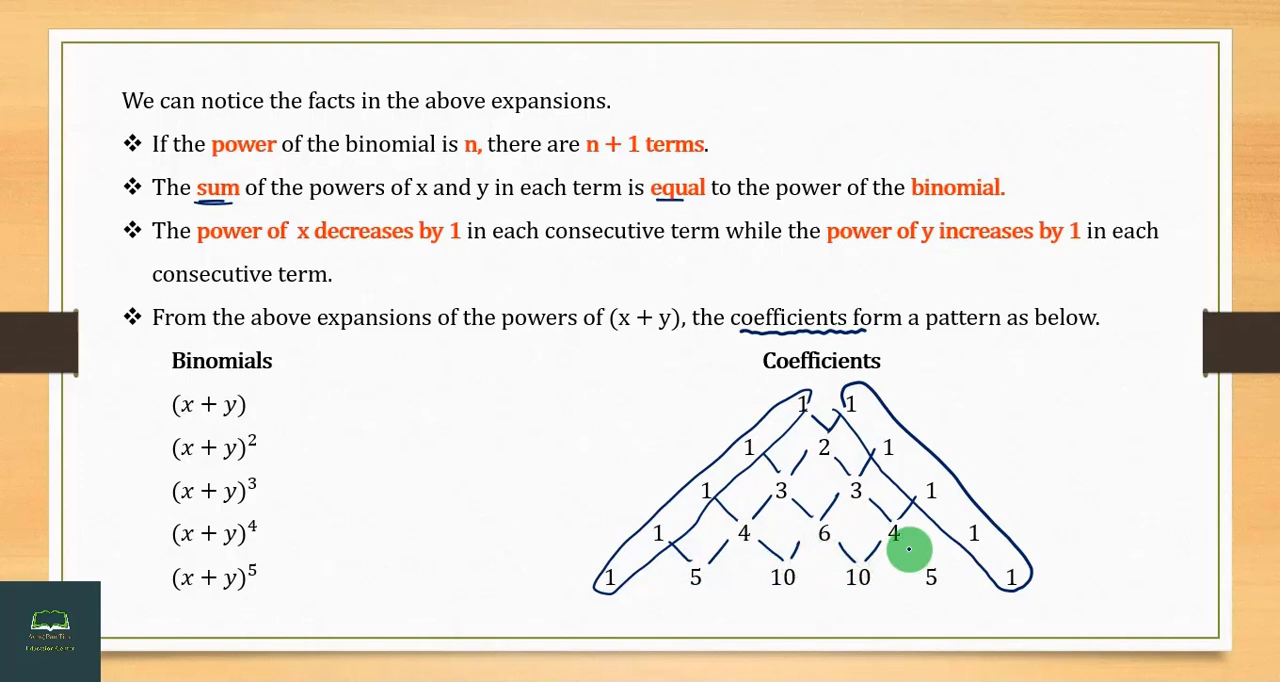 We can notice the facts in the above expansions.
❖ If the power of the binomial is n, there are n + 1 terms.
❖ The sum of the powers of x and y in each term is equal to the power of the binomial.
❖ The power of x decreases by 1 in each consecutive term while the power of y increases by 1 in each
consecutive term.
❖ From the above expansions of the powers of (x + y), the coefficients form a pattern as below.
Binomials Coefficients
(x + y) 1 1
(x + y)² 1 2 1
(x + y)³ 1 3 3 1
(x + y)⁴ 1 4 6 4 1
(x + y)⁵ 1 5 10 10 5 1
Education Center